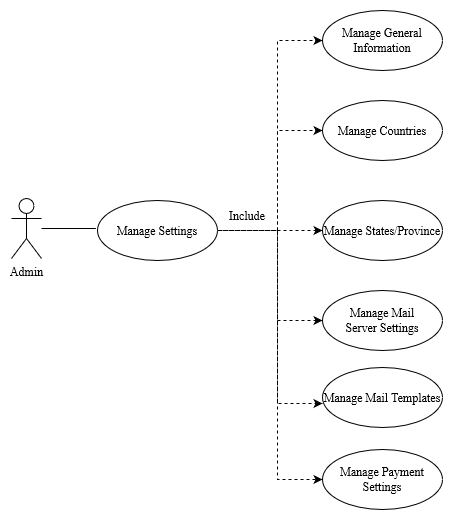 Manage General
Information
Manage Countries
Include
Manage Settings
Manage States/Province
Admin
Manage Mail
Server Settings
Manage Mail Templates
Manage Payment
Settings